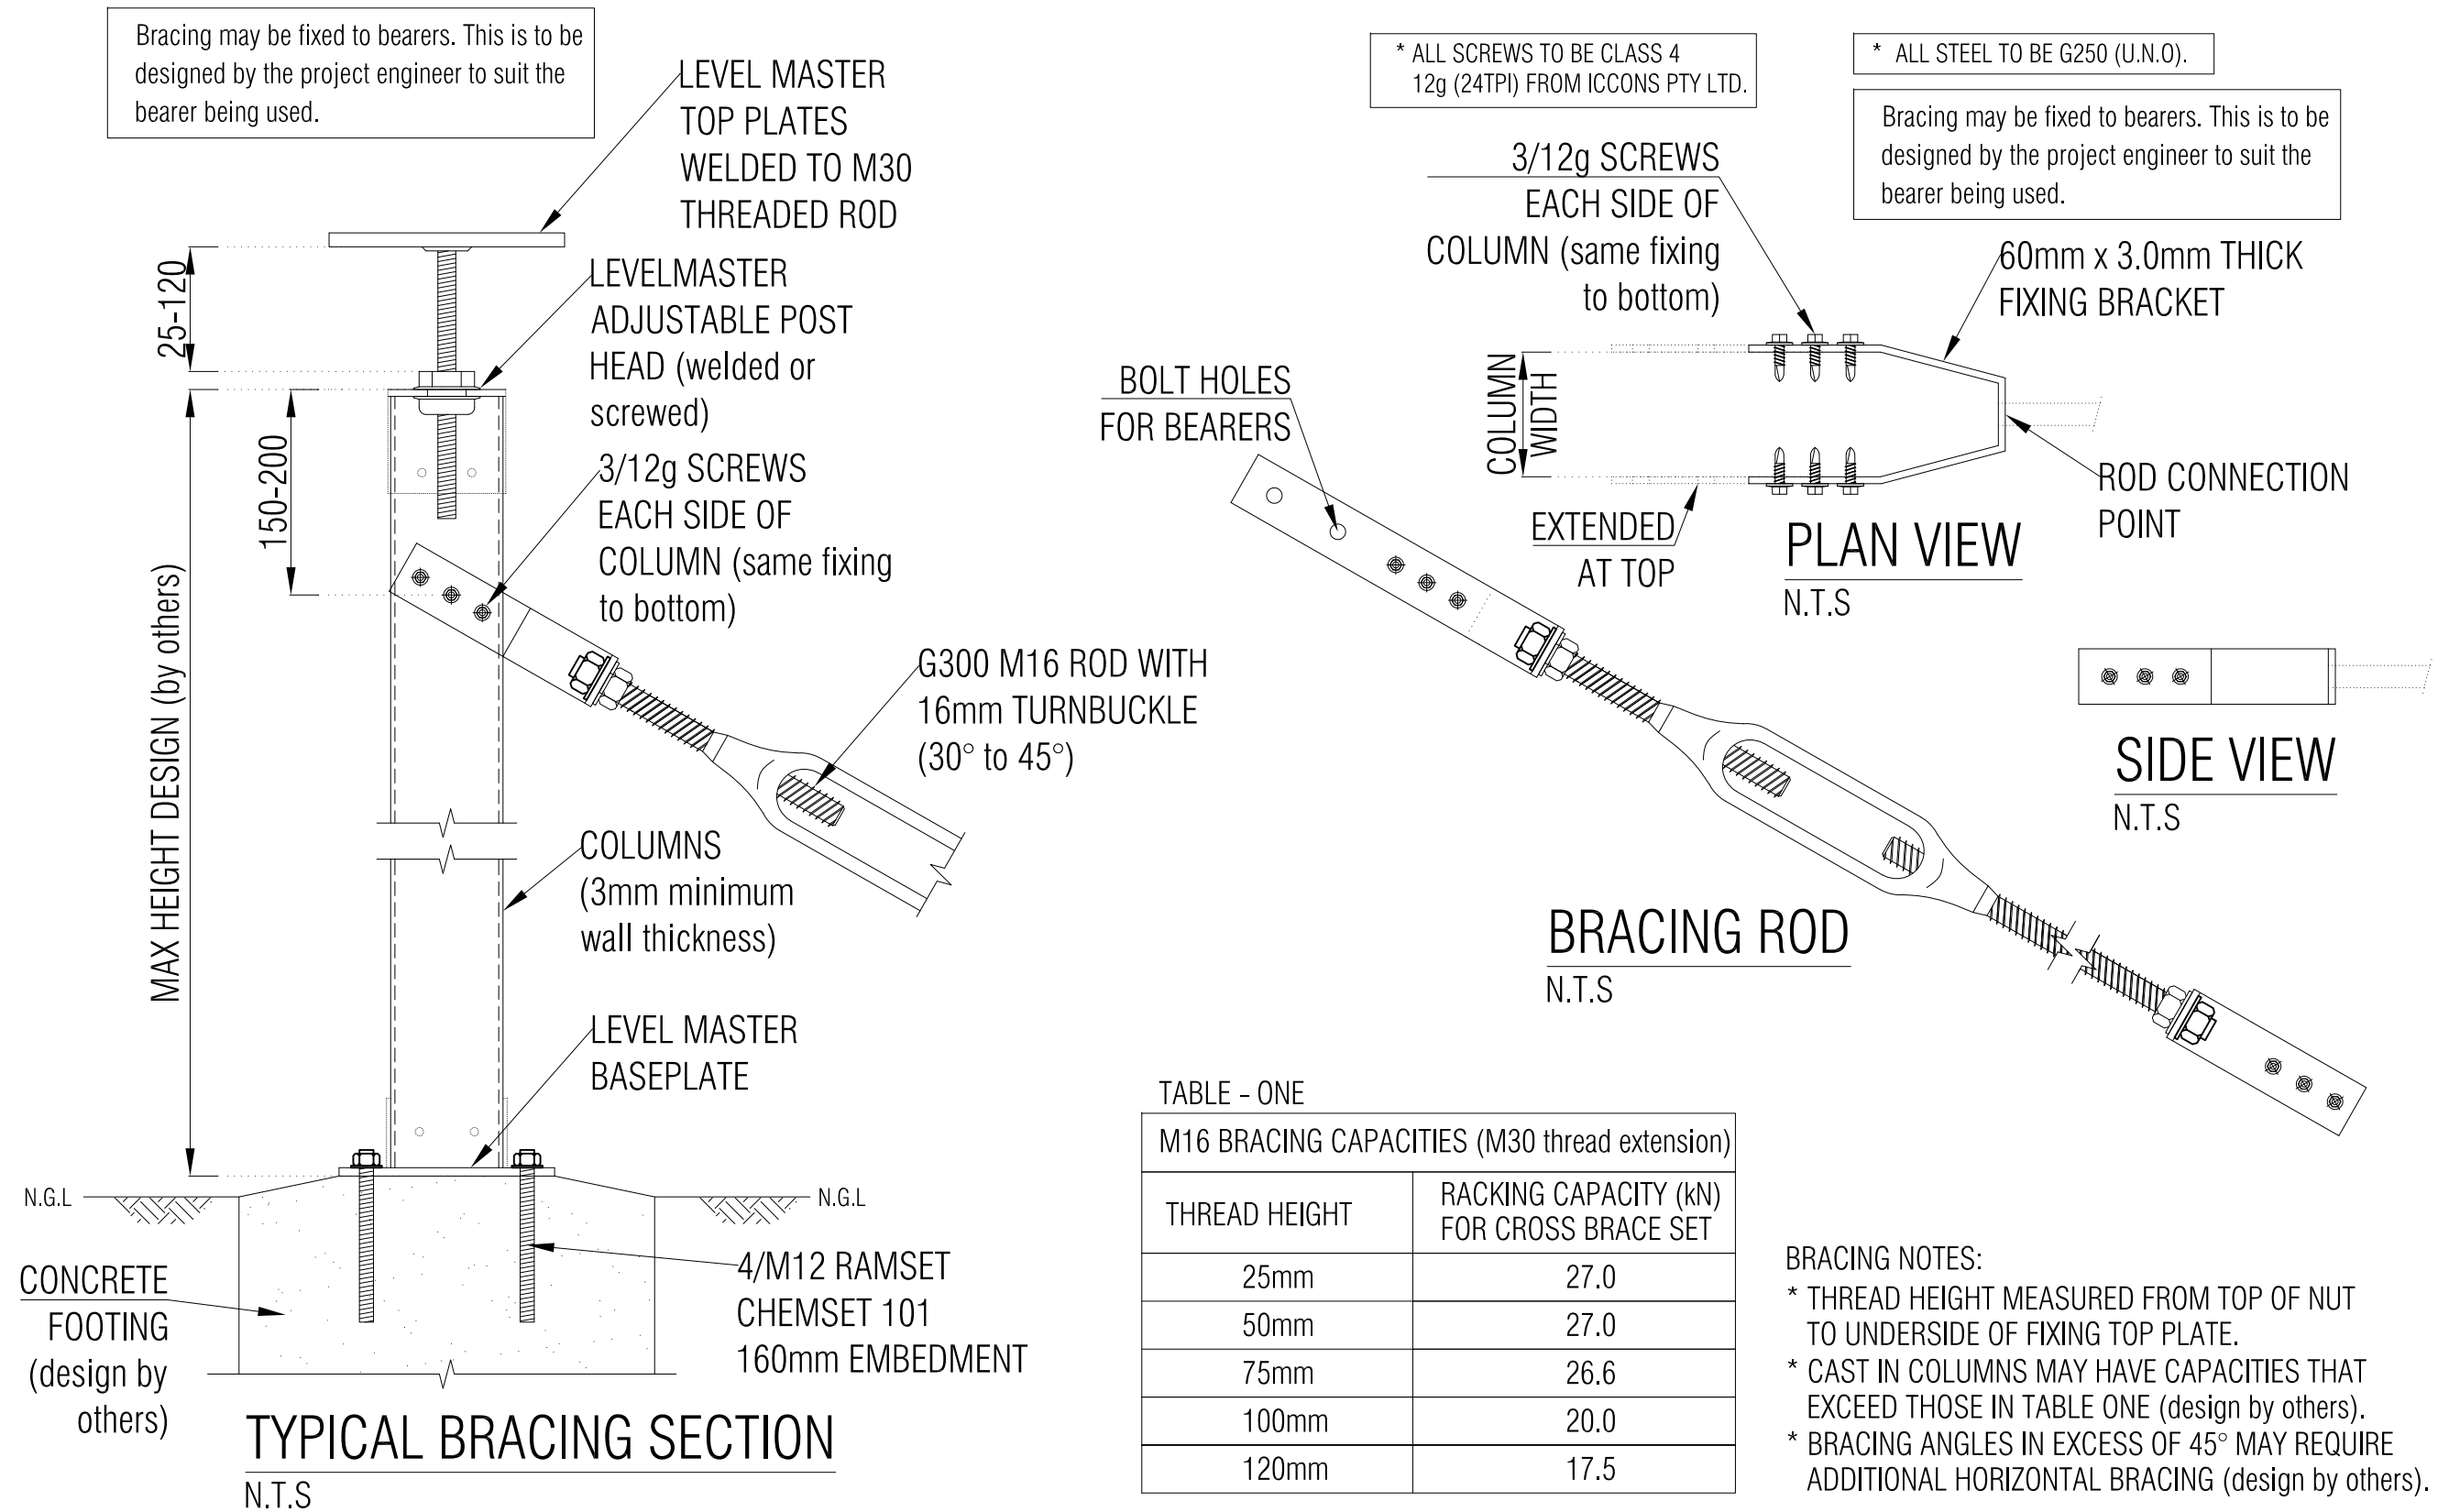 Bracing may be fixed to bearers. This is to be
designed by the project engineer to suit the
bearer being used.
LEVEL MASTER
TOP PLATES
WELDED TO M30
THREADED ROD
25-120
LEVELMASTER
ADJUSTABLE POST
HEAD (welded or
screwed)
150-200
3/12g SCREWS
EACH SIDE OF
COLUMN (same fixing
to bottom)
MAX HEIGHT DESIGN (by others)
G300 M16 ROD WITH
16mm TURNBUCKLE
(30° to 45°)
COLUMNS
(3mm minimum
wall thickness)
LEVEL MASTER
BASEPLATE
N.G.L
N.G.L
CONCRETE
FOOTING
(design by
others)
4/M12 RAMSET
CHEMSET 101
160mm EMBEDMENT
TYPICAL BRACING SECTION
N.T.S
* ALL SCREWS TO BE CLASS 4
12g (24TPI) FROM ICCONS PTY LTD.
* ALL STEEL TO BE G250 (U.N.O).
Bracing may be fixed to bearers. This is to be
designed by the project engineer to suit the
bearer being used.
3/12g SCREWS
EACH SIDE OF
COLUMN (same fixing
to bottom)
60mm x 3.0mm THICK
FIXING BRACKET
COLUMN
WIDTH
BOLT HOLES
FOR BEARERS
EXTENDED
AT TOP
ROD CONNECTION
POINT
PLAN VIEW
N.T.S
SIDE VIEW
N.T.S
BRACING ROD
N.T.S
TABLE - ONE
M16 BRACING CAPACITIES (M30 thread extension)
THREAD HEIGHT
RACKING CAPACITY (kN)
FOR CROSS BRACE SET
25mm 27.0
50mm 27.0
75mm 26.6
100mm 20.0
120mm 17.5
BRACING NOTES:
* THREAD HEIGHT MEASURED FROM TOP OF NUT
TO UNDERSIDE OF FIXING TOP PLATE.
* CAST IN COLUMNS MAY HAVE CAPACITIES THAT
EXCEED THOSE IN TABLE ONE (design by others).
* BRACING ANGLES IN EXCESS OF 45° MAY REQUIRE
ADDITIONAL HORIZONTAL BRACING (design by others).